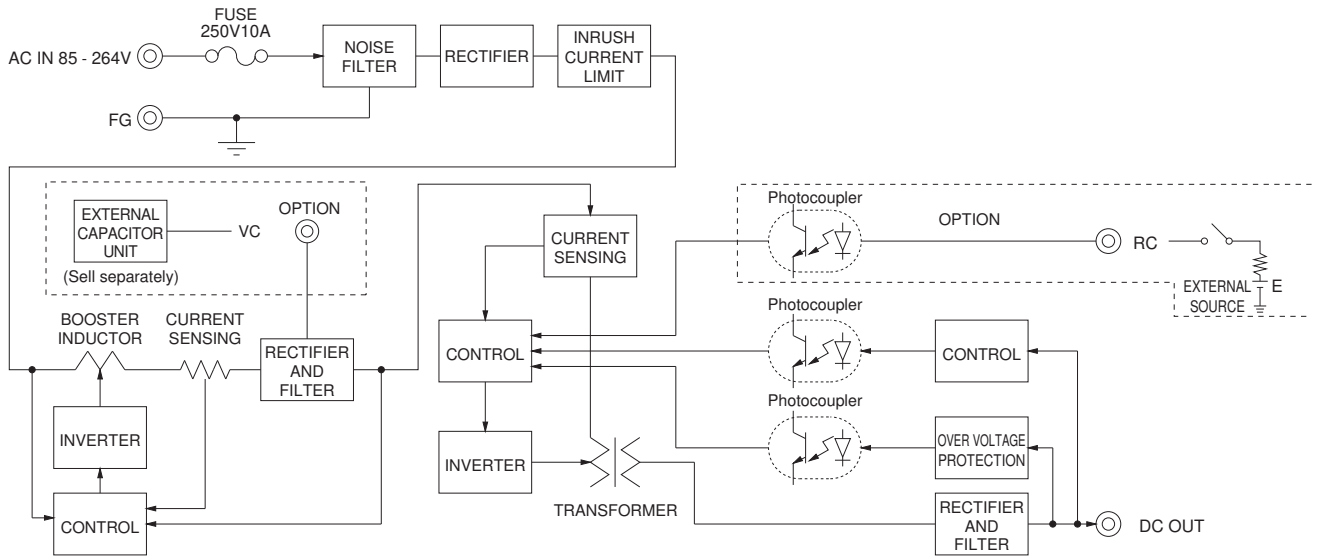 FUSE
250V10A
AC IN 85 - 264V
NOISE
FILTER
RECTIFIER
INRUSH
CURRENT
LIMIT
FG
EXTERNAL
CAPACITOR
UNIT
(Sell separately)
VC
OPTION
CURRENT
SENSING
Photocoupler
OPTION
RC
EXTERNAL
SOURCE
E
BOOSTER
INDUCTOR
CURRENT
SENSING
RECTIFIER
AND
FILTER
CONTROL
Photocoupler
CONTROL
Photocoupler
INVERTER
INVERTER
OVER VOLTAGE
PROTECTION
TRANSFORMER
CONTROL
RECTIFIER
AND
FILTER
DC OUT